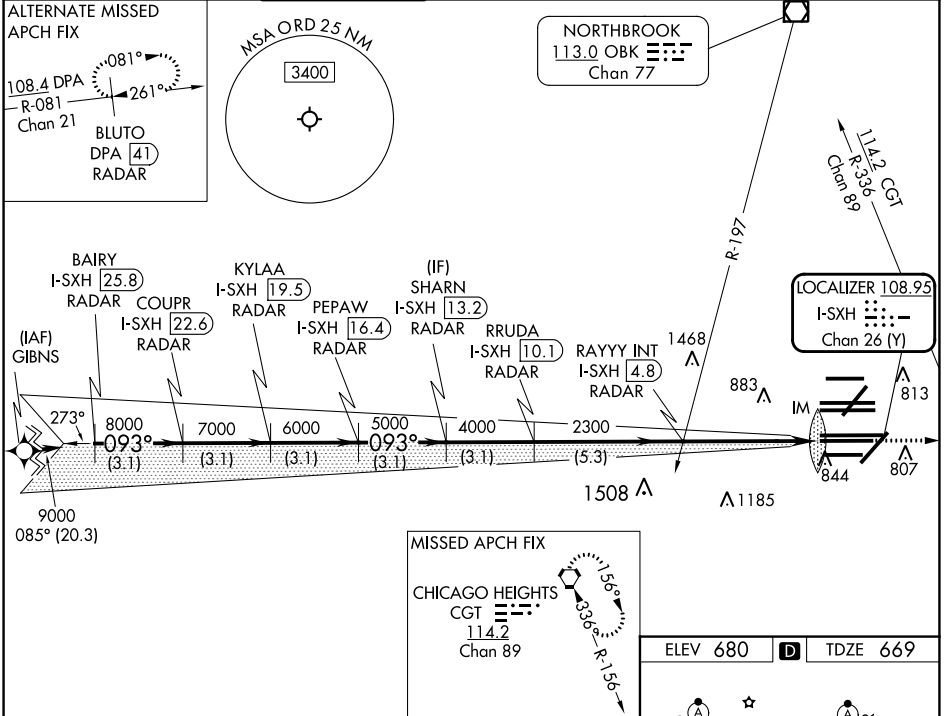 ALTERNATE MISSED
APCH FIX
081°
108.4 DPA
R-081
Chan 21
261°
BLUTO
DPA 41
RADAR
MSA ORD 25 NM
3400
NORTHBROOK
113.0 OBK
Chan 77
114.2 CGT
R-336
Chan 89
R-197
LOCALIZER 108.95
I-SXH
Chan 26 (Y)
BAIRY
I-SXH 25.8
RADAR
COUPR
I-SXH 22.6
RADAR
KYLAA
I-SXH 19.5
RADAR
PEPAW
I-SXH 16.4
RADAR
(IF)
SHARN
I-SXH 13.2
RADAR
RRUDA
I-SXH 10.1
RADAR
RAYYY INT
I-SXH 4.8
RADAR
(IAF)
GIBNS
1468
883
813
IM
273°
8000
7000
6000
5000
4000
2300
093°
093°
(3.1)
(3.1)
(3.1)
(3.1)
(3.1)
(5.3)
844
807
1508
1185
9000
085° (20.3)
MISSED APCH FIX
CHICAGO HEIGHTS
CGT
114.2
Chan 89
156°
336°
R-156
ELEV 680
D
TDZE 669
A
A